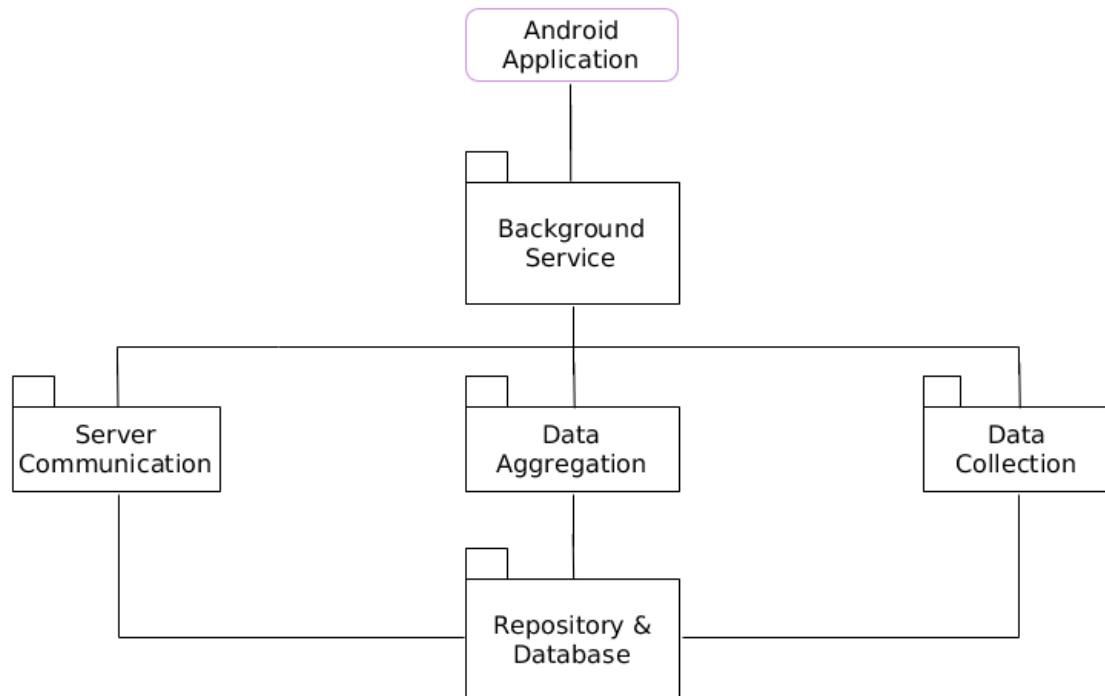 Android
Application
Background
Service
Server
Communication
Data
Aggregation
Data
Collection
Repository &
Database